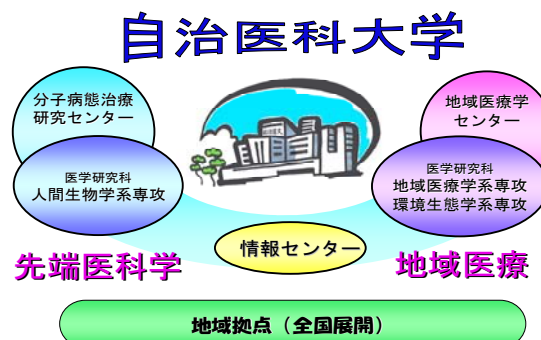 自治医科大学
分子病態治療
研究センター
地域医療学
センター
医学研究科
人間生物学系専攻
医学研究科
地域医療学系専攻
環境生態学系専攻
情報センター
先端医科学
地域医療
地域拠点（全国展開）